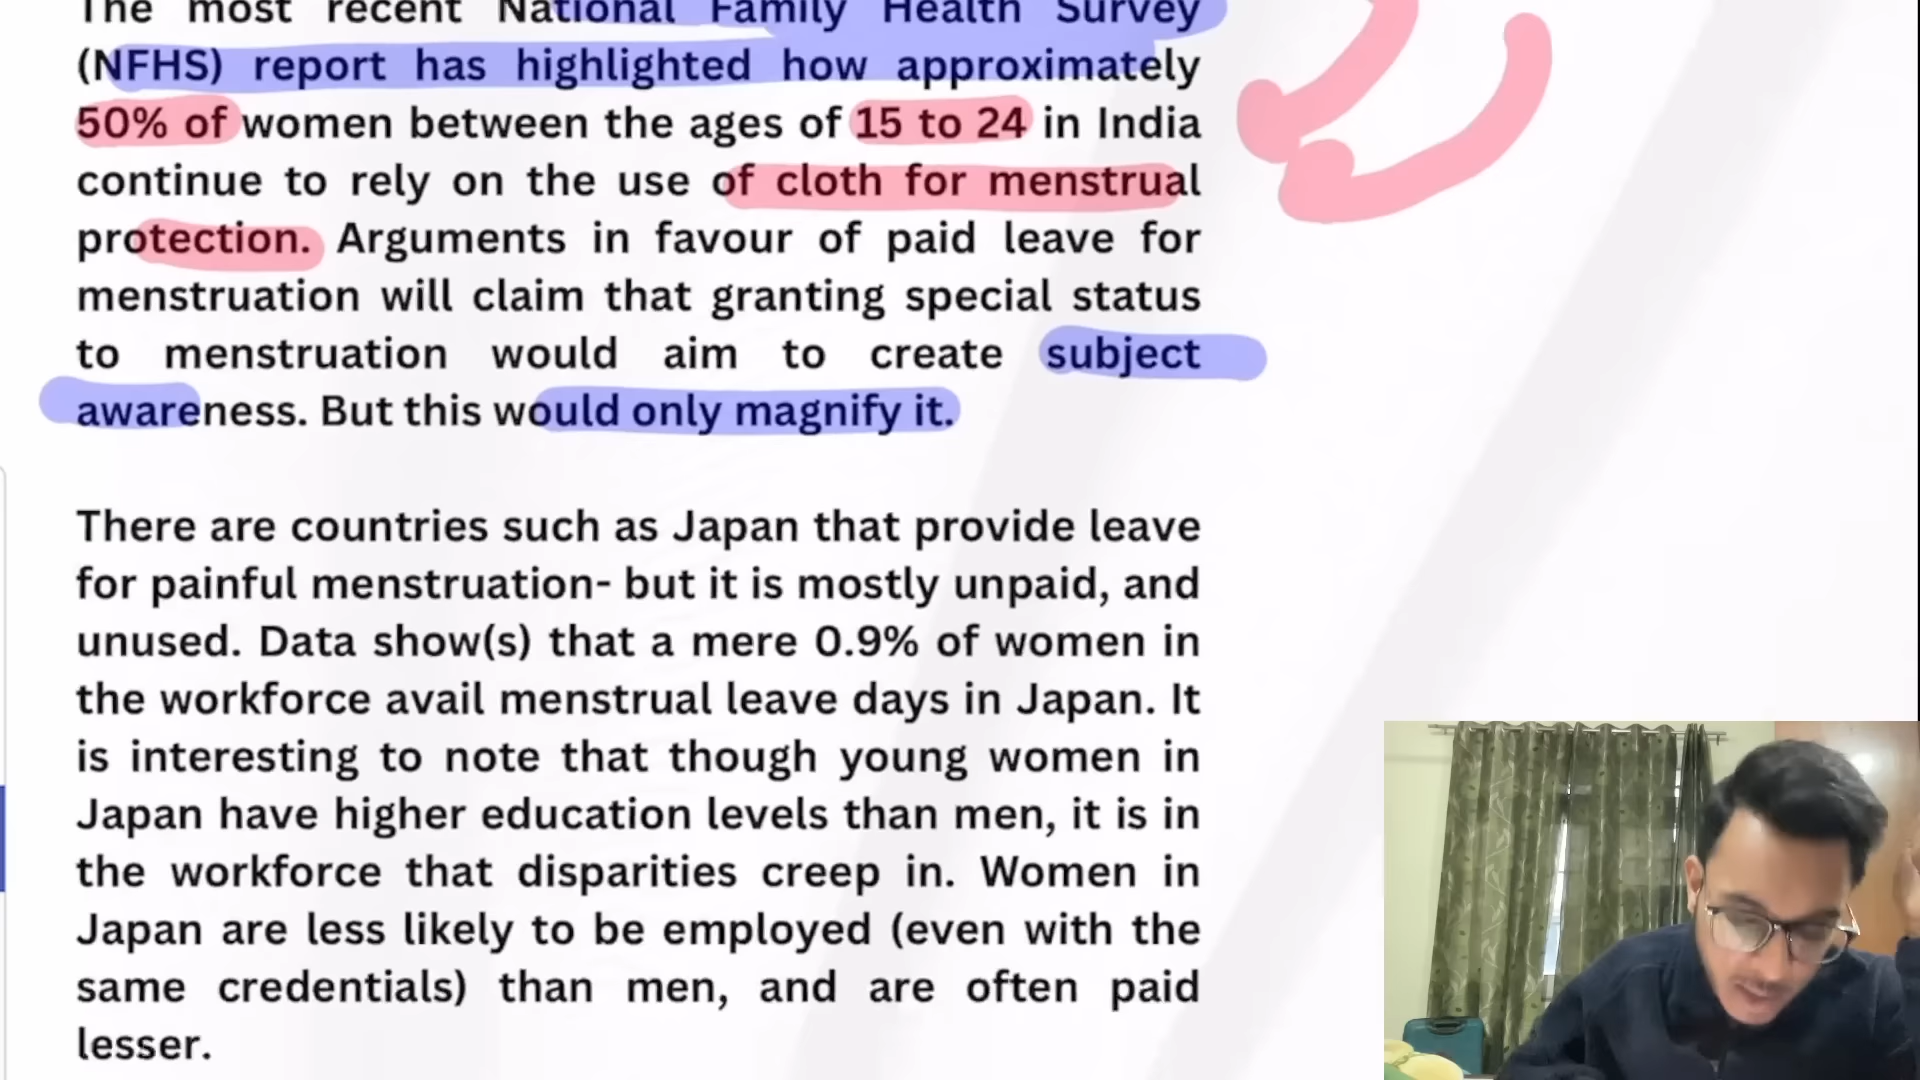 The most recent National Family Health Survey
(NFHS) report has highlighted how approximately
50% of women between the ages of 15 to 24 in India
continue to rely on the use of cloth for menstrual
protection. Arguments in favour of paid leave for
menstruation will claim that granting special status
to menstruation would aim to create subject
awareness. But this would only magnify it.
There are countries such as Japan that provide leave
for painful menstruation- but it is mostly unpaid, and
unused. Data show(s) that a mere 0.9% of women in
the workforce avail menstrual leave days in Japan. It
is interesting to note that though young women in
Japan have higher education levels than men, it is in
the workforce that disparities creep in. Women in
Japan are less likely to be employed (even with the
same credentials) than men, and are often paid
lesser.